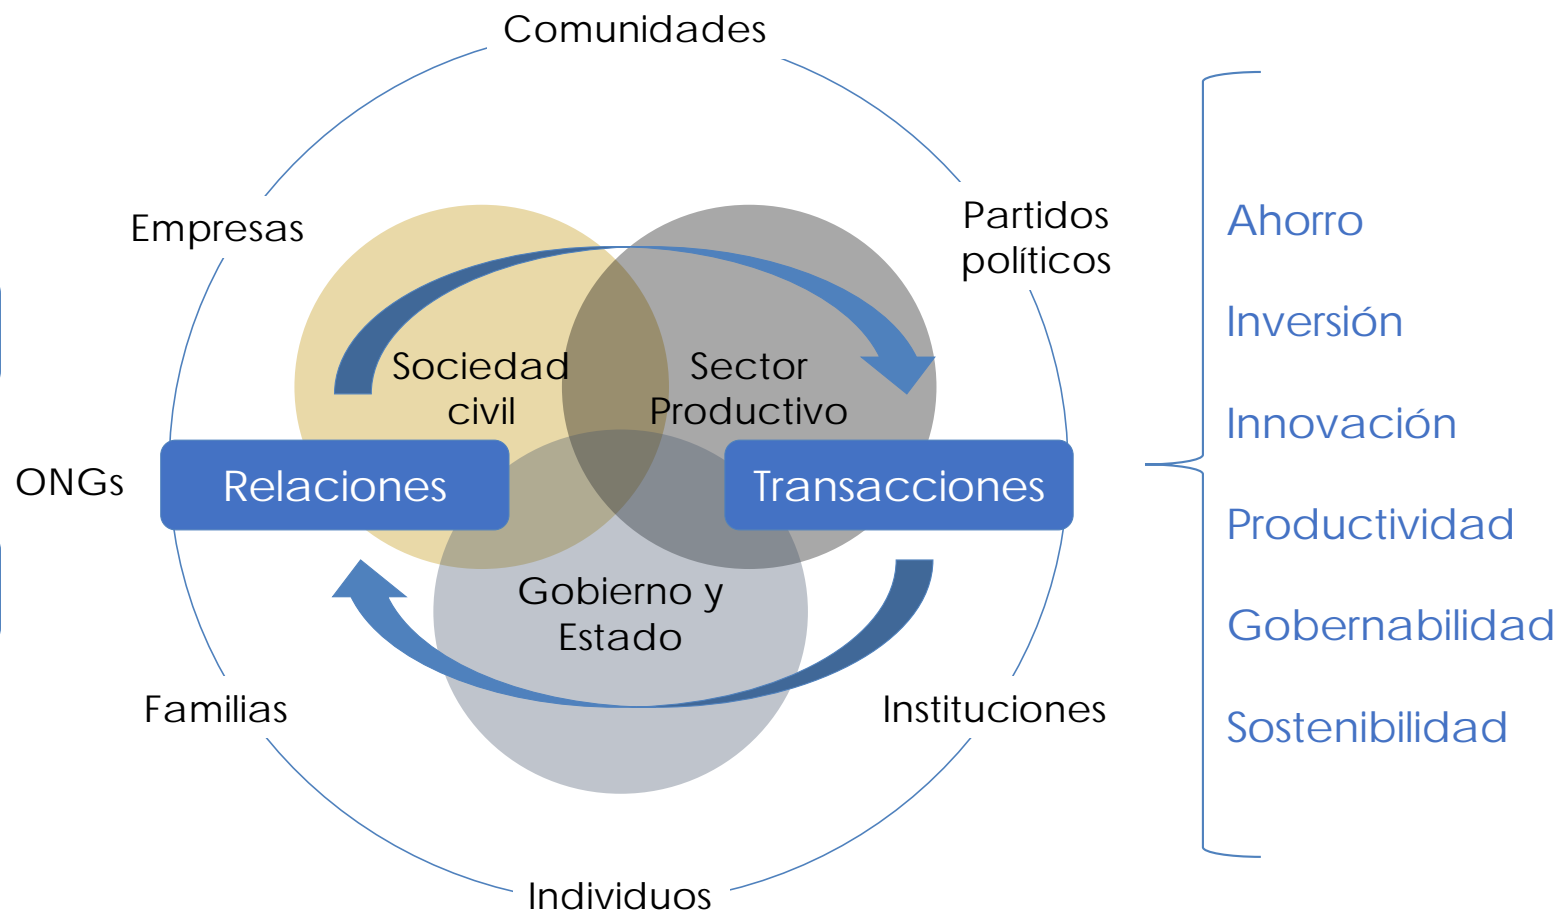 Comunidades
Empresas
Partidos
políticos
Sociedad
civil
Sector
Productivo
ONGs
Relaciones
Transacciones
Gobierno y
Estado
Familias
Instituciones
Individuos
Ahorro
Inversión
Innovación
Productividad
Gobernabilidad
Sostenibilidad